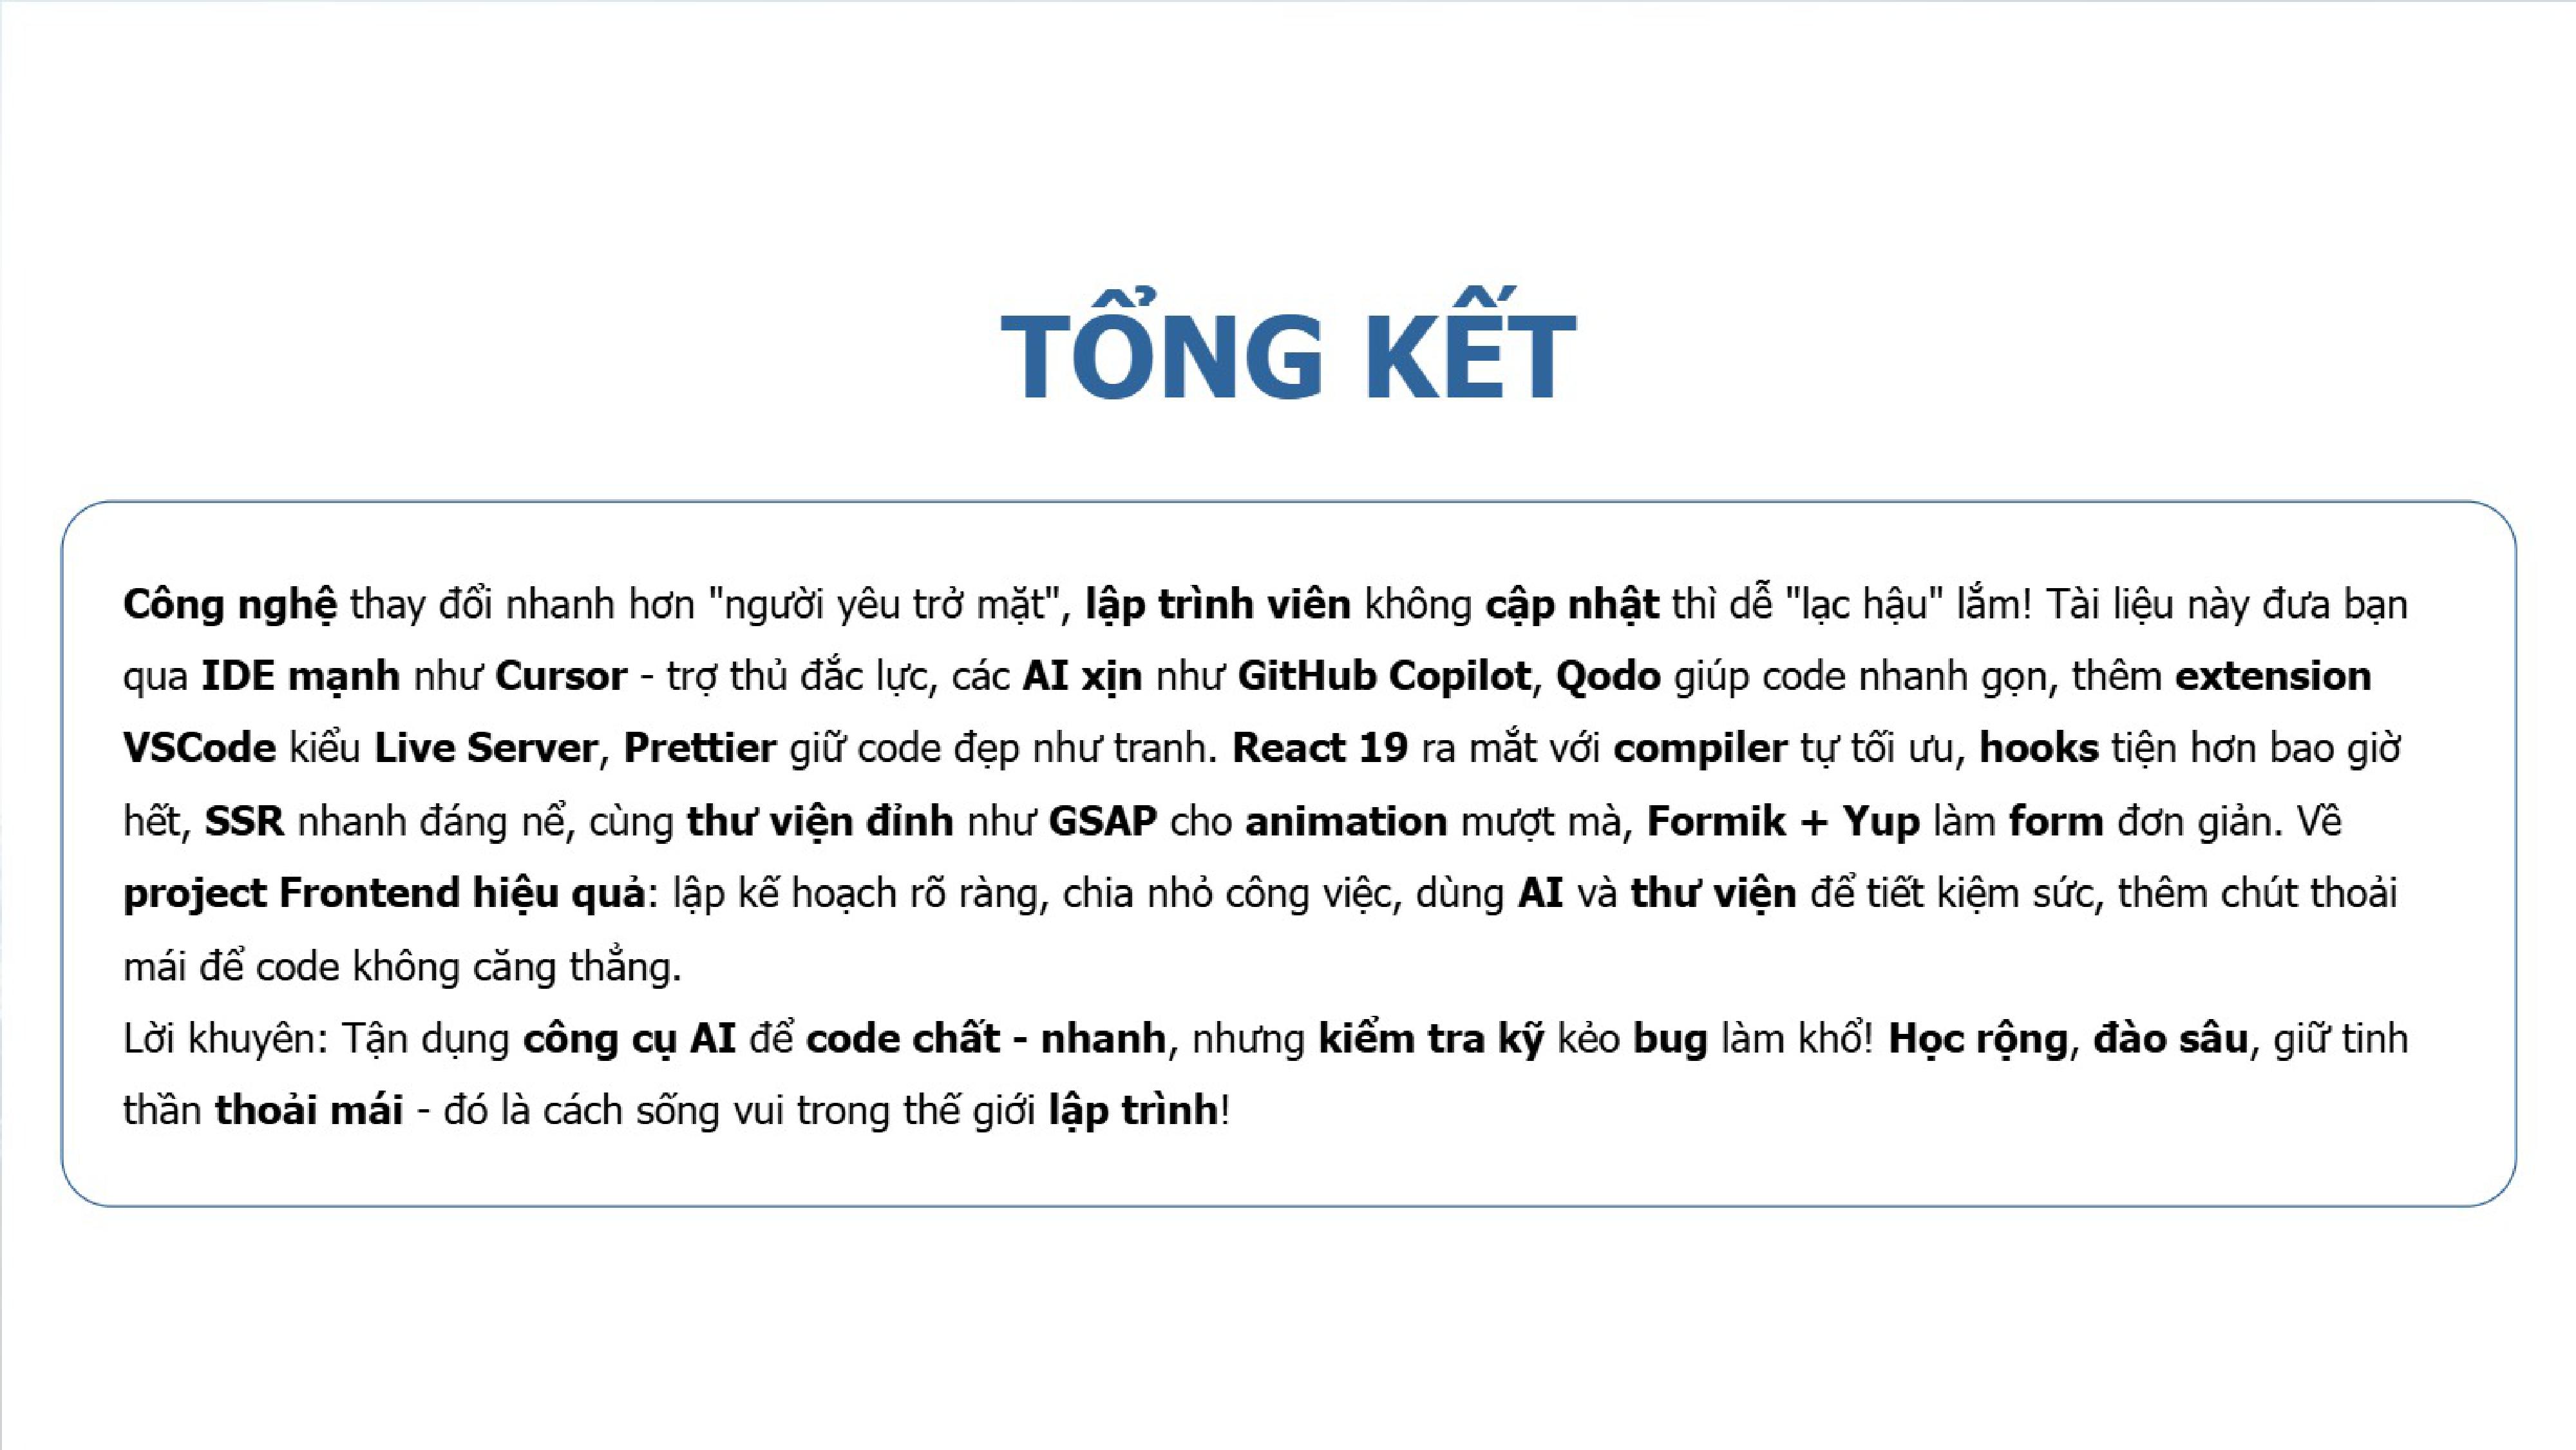 TỔNG KẾT
Công nghệ thay đổi nhanh hơn "người yêu trở mặt", lập trình viên không cập nhật thì dễ "lạc hậu" lắm! Tài liệu này đưa bạn
qua IDE mạnh như Cursor - trợ thủ đắc lực, các AI xịn như GitHub Copilot, Qodo giúp code nhanh gọn, thêm extension
VSCode kiểu Live Server, Prettier giữ code đẹp như tranh. React 19 ra mắt với compiler tự tối ưu, hooks tiện hơn bao giờ
hết, SSR nhanh đáng nể, cùng thư viện đỉnh như GSAP cho animation mượt mà, Formik + Yup làm form đơn giản. Về
project Frontend hiệu quả: lập kế hoạch rõ ràng, chia nhỏ công việc, dùng AI và thư viện để tiết kiệm sức, thêm chút thoải
mái để code không căng thẳng.
Lời khuyên: Tận dụng công cụ AI để code chất - nhanh, nhưng kiểm tra kỹ kẻo bug làm khổ! Học rộng, đào sâu, giữ tinh
thần thoải mái - đó là cách sống vui trong thế giới lập trình!